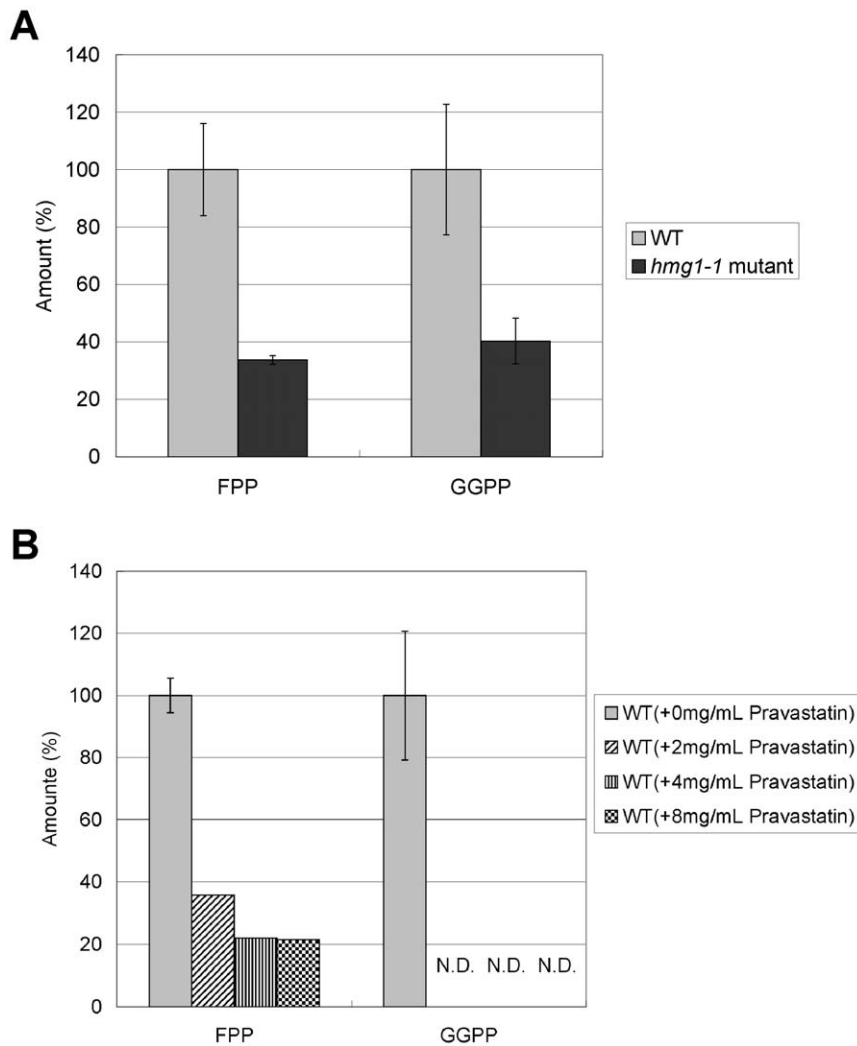 A
140
120
100
80
60
40
20
0
Amount (%)
FPP
GGPP
WT
hmg1-1 mutant
B
140
120
100
80
60
40
20
0
Amounte (%)
N.D. N.D. N.D.
FPP
GGPP
WT(+0mg/mL Pravastatin)
WT(+2mg/mL Pravastatin)
WT(+4mg/mL Pravastatin)
WT(+8mg/mL Pravastatin)